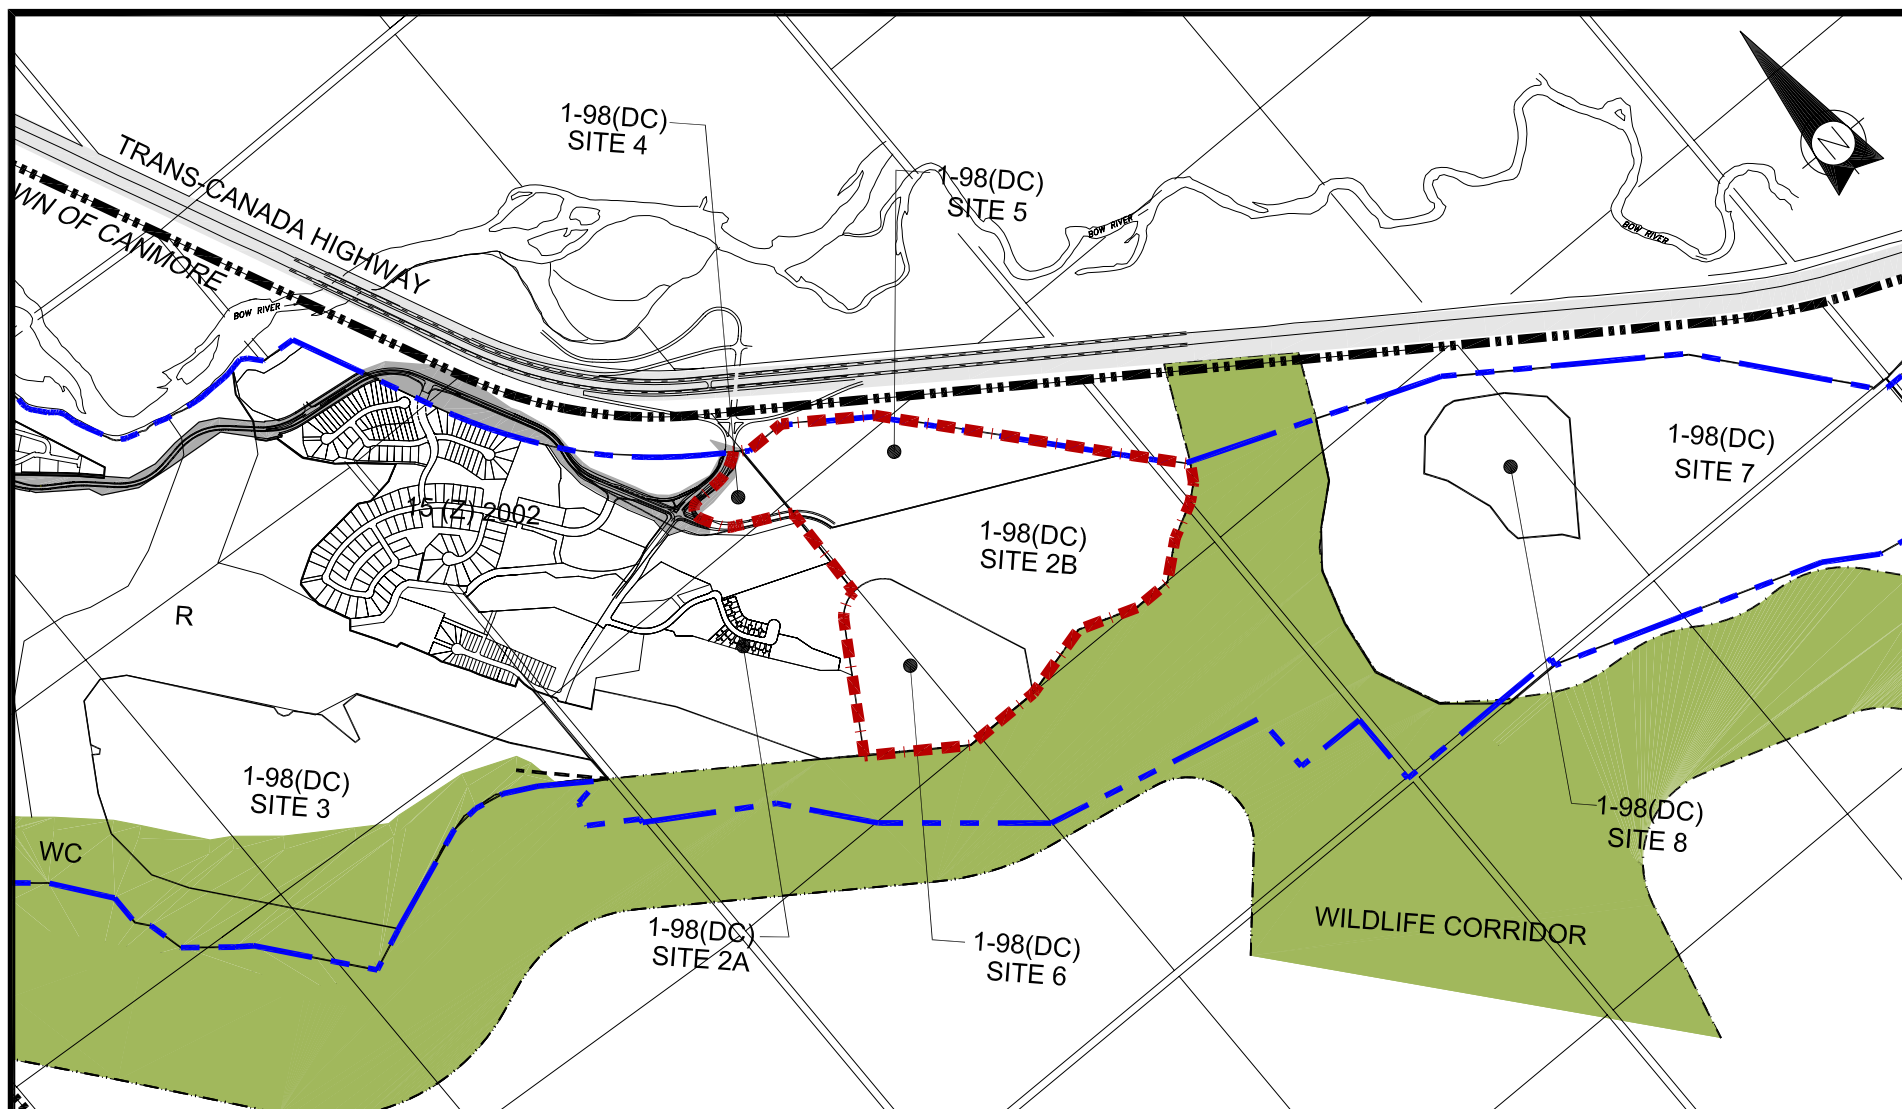 1-98(DC)
SITE 4
TRANS-CANADA HIGHWAY
WN OF CANMORE
1-98(DC)
SITE 5
N
BOW RIVER
BOW RIVER
BOW RIVER
1-98(DC)
SITE 7
15 (Z) 2002
1-98(DC)
SITE 2B
R
1-98(DC)
SITE 3
WC
1-98(DC)
SITE 8
1-98(DC)
SITE 2A
1-98(DC)
SITE 6
WILDLIFE CORRIDOR